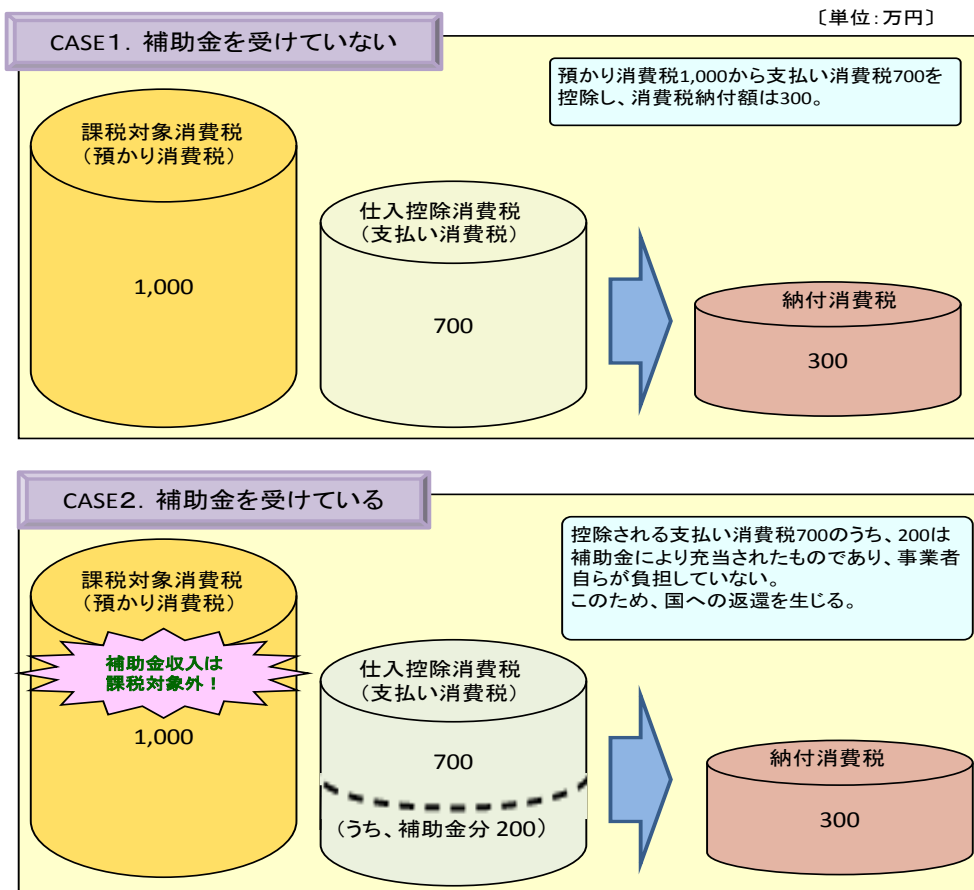 〔単位:万円〕
CASE1．補助金を受けていない
預かり消費税1,000から支払い消費税700を
控除し、消費税納付額は300。
課税対象消費税
（預かり消費税）
1,000
仕入控除消費税
（支払い消費税）
700
納付消費税
300
CASE２．補助金を受けている
控除される支払い消費税700のうち、200は
補助金により充当されたものであり、事業者
自らが負担していない。
このため、国への返還を生じる。
課税対象消費税
（預かり消費税）
補助金収入は
課税対象外！
1,000
仕入控除消費税
（支払い消費税）
700
（うち、補助金分 200）
納付消費税
300